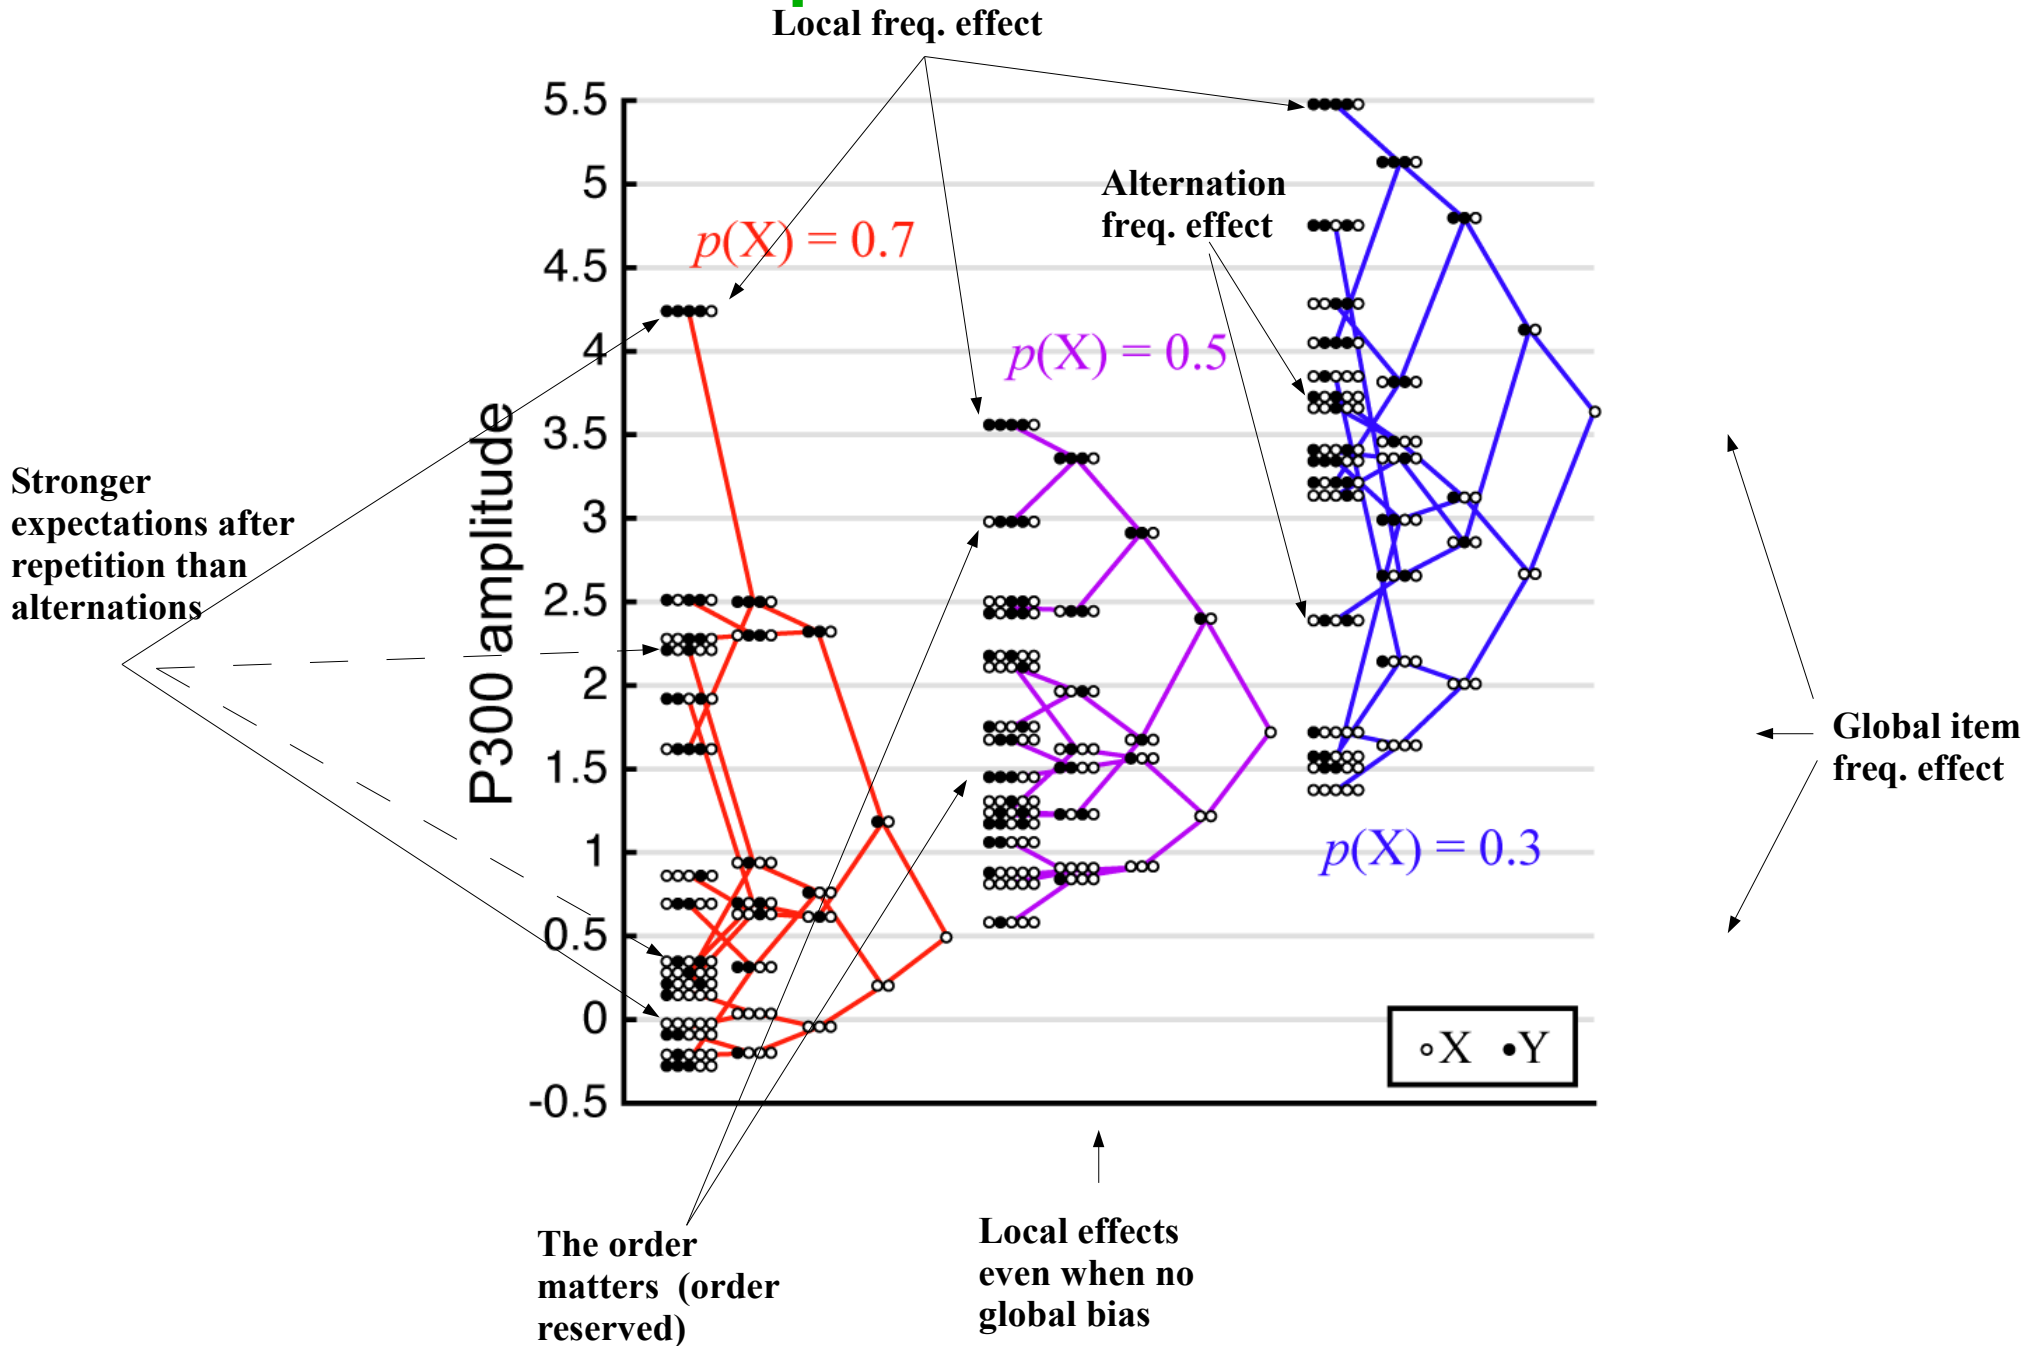 Local freq. effect
5.5
5
4.5
4
3.5
3
2.5
2
1.5
1
0.5
0
-0.5
P300 amplitude
p(X) = 0.7
p(X) = 0.5
p(X) = 0.3
Alternation
freq. effect
Stronger
expectations after
repetition than
alternations
Global item
freq. effect
X Y
The order
matters (order
reserved)
Local effects
even when no
global bias